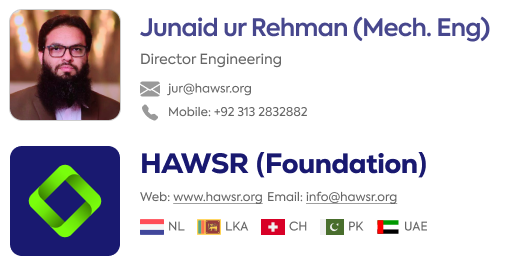 Junaid ur Rehman (Mech. Eng)
Director Engineering
jur@hawsr.org
Mobile: +92 313 2832882
HAWSR (Foundation)
Web: www.hawsr.org Email: info@hawsr.org
NL LKA CH PK UAE